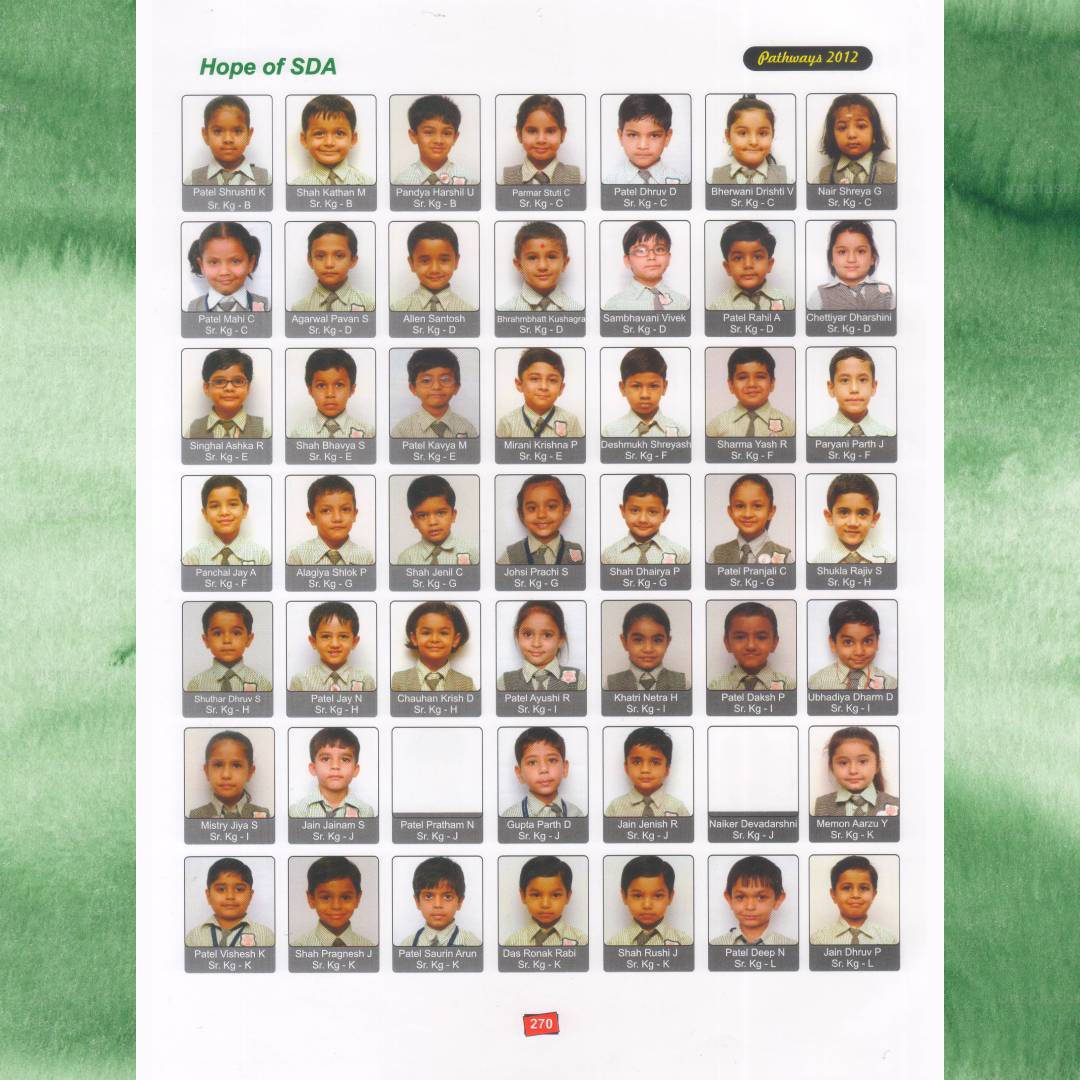 Hope of SDA
Pathways 2012
Patel Shrushti K
Sr. Kg - B
Shah Kathan M
Sr. Kg - B
Pandya Harshil U
Sr. Kg - B
Parmar Stuti C
Sr. Kg - C
Patel Dhruv D
Sr. Kg - C
Bherwani Drishti V
Sr. Kg - C
Nair Shreya G
Sr. Kg - C
Patel Mahi C
Sr. Kg - C
Agarwal Pavan S
Sr. Kg - D
Allen Santosh
Sr. Kg - D
Bhrahmbhatt Kushagra
Sr. Kg - D
Sambhavani Vivek
Sr. Kg - D
Patel Rahil A
Sr. Kg - D
Chettiyar Dharshini
Sr. Kg - D
Singhal Ashka R
Sr. Kg - E
Shah Bhavya S
Sr. Kg - E
Patel Kavya M
Sr. Kg - E
Mirani Krishna P
Sr. Kg - E
Deshmukh Shreyash
Sr. Kg - F
Sharma Yash R
Sr. Kg - F
Paryani Parth J
Sr. Kg - F
Panchal Jay A
Sr. Kg - F
Alagiya Shlok P
Sr. Kg - G
Shah Jenil C
Sr. Kg - G
Johsi Prachi S
Sr. Kg - G
Shah Dhairya P
Sr. Kg - G
Patel Pranjali C
Sr. Kg - G
Shukla Rajiv S
Sr. Kg - H
Shuthar Dhruv S
Sr. Kg - H
Patel Jay N
Sr. Kg - H
Chauhan Krish D
Sr. Kg - H
Patel Ayushi R
Sr. Kg - I
Khatri Netra H
Sr. Kg - I
Patel Daksh P
Sr. Kg - I
Ubhadiya Dharm D
Sr. Kg - I
Mistry Jiya S
Sr. Kg - I
Jain Jainam S
Sr. Kg - J
Patel Pratham N
Sr. Kg - J
Gupta Parth D
Sr. Kg - J
Jain Jenish R
Sr. Kg - J
Naiker Devadarshni
Sr. Kg - J
Memon Aarzu Y
Sr. Kg - K
Patel Vishesh K
Sr. Kg - K
Shah Pragnesh J
Sr. Kg - K
Patel Saurin Arun
Sr. Kg - K
Das Ronak Rabi
Sr. Kg - K
Shah Rushi J
Sr. Kg - K
Patel Deep N
Sr. Kg - L
Jain Dhruv P
Sr. Kg - L
270